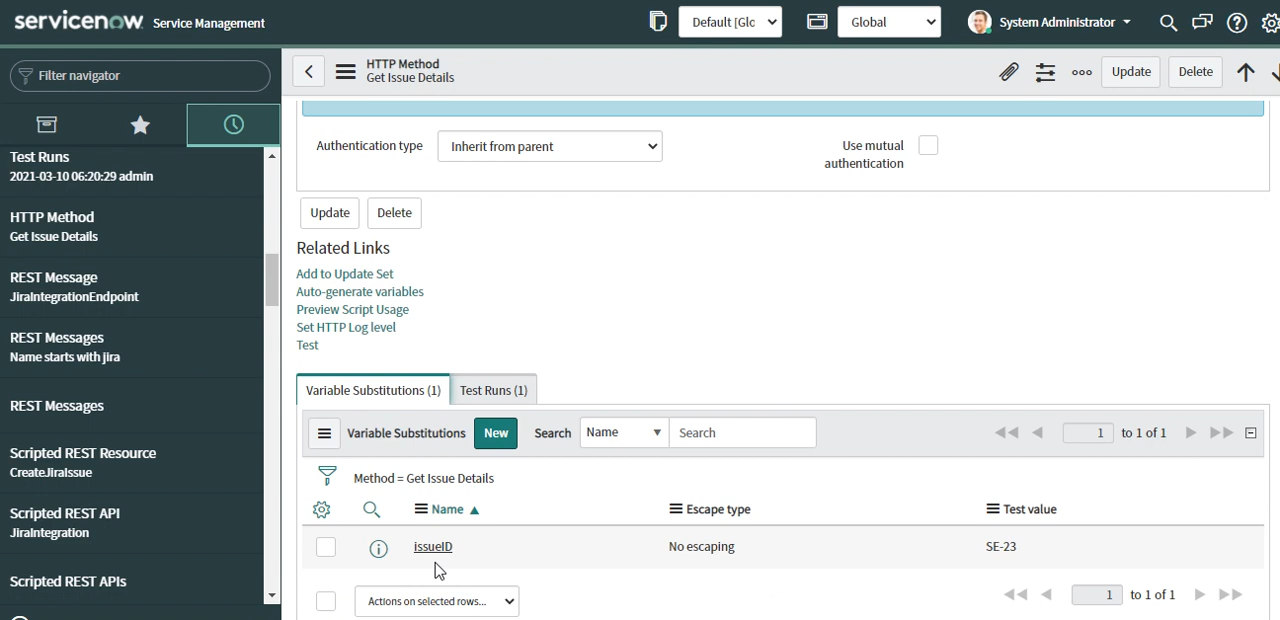 servicenow Service Management
Default [Glc
Global
System Administrator
Filter navigator
HTTP Method
Get Issue Details
Update
Delete
Test Runs
2021-03-10 06:20:29 admin
HTTP Method
Get Issue Details
REST Message
JiraIntegrationEndpoint
REST Messages
Name starts with jira
REST Messages
Scripted REST Resource
CreateJiraIssue
Scripted REST API
JiraIntegration
Scripted REST APIs
Authentication type
Inherit from parent
Use mutual
authentication
Update
Delete
Related Links
Add to Update Set
Auto-generate variables
Preview Script Usage
Set HTTP Log level
Test
Variable Substitutions (1)
Test Runs (1)
Variable Substitutions
New
Search
Name
Search
1 to 1 of 1
Method = Get Issue Details
Name
Escape type
Test value
issueID
No escaping
SE-23
Actions on selected rows...
1 to 1 of 1